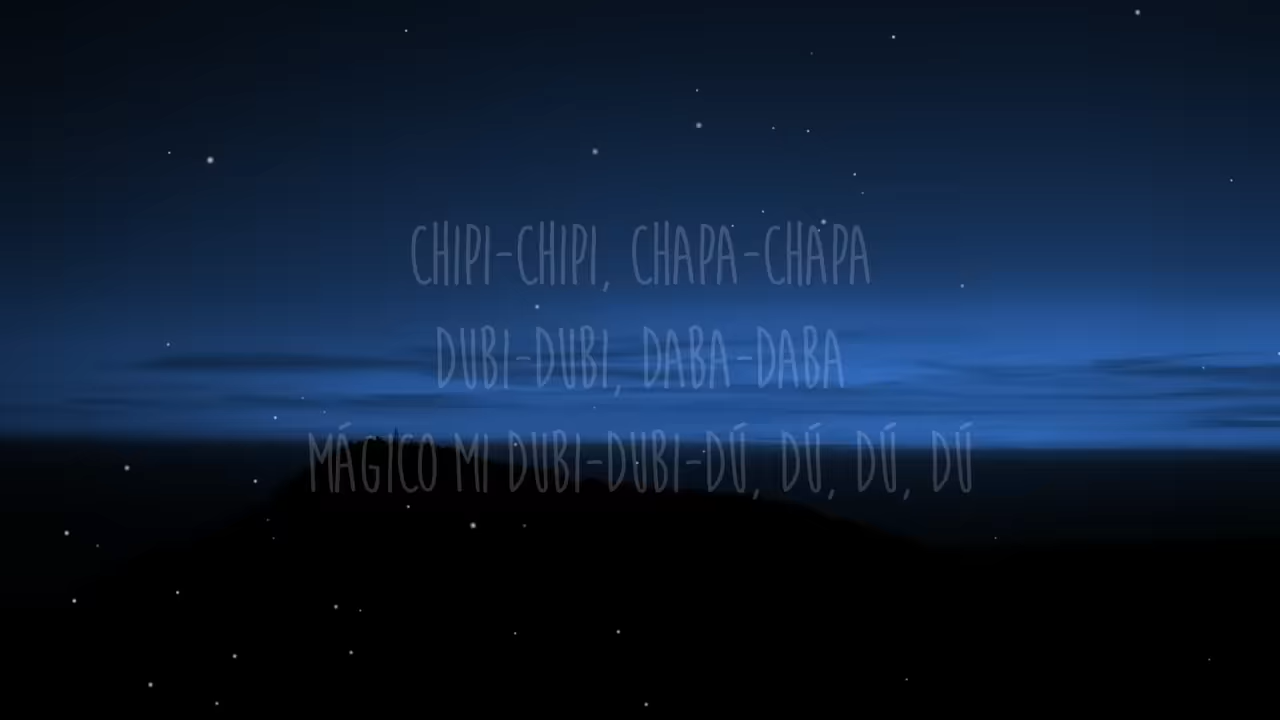 CHIPI-CHIPI, CHAPA-CHAPA
DUBI-DUBI, DABA-DABA
MÁGICO MI DUBI-DUBI-DÚ, DÚ, DÚ, DÚ